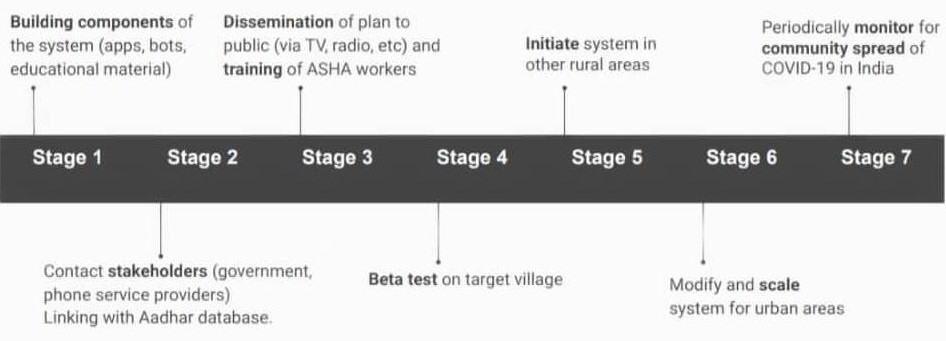 Building components of
the system (apps, bots,
educational material)
Dissemination of plan to
public (via TV, radio, etc) and
training of ASHA workers
Initiate system in
other rural areas
Periodically monitor for
community spread of
COVID-19 in India
Stage 1
Stage 2
Stage 3
Stage 4
Stage 5
Stage 6
Stage 7
Contact stakeholders (government,
phone service providers)
Linking with Aadhar database.
Beta test on target village
Modify and scale
system for urban areas